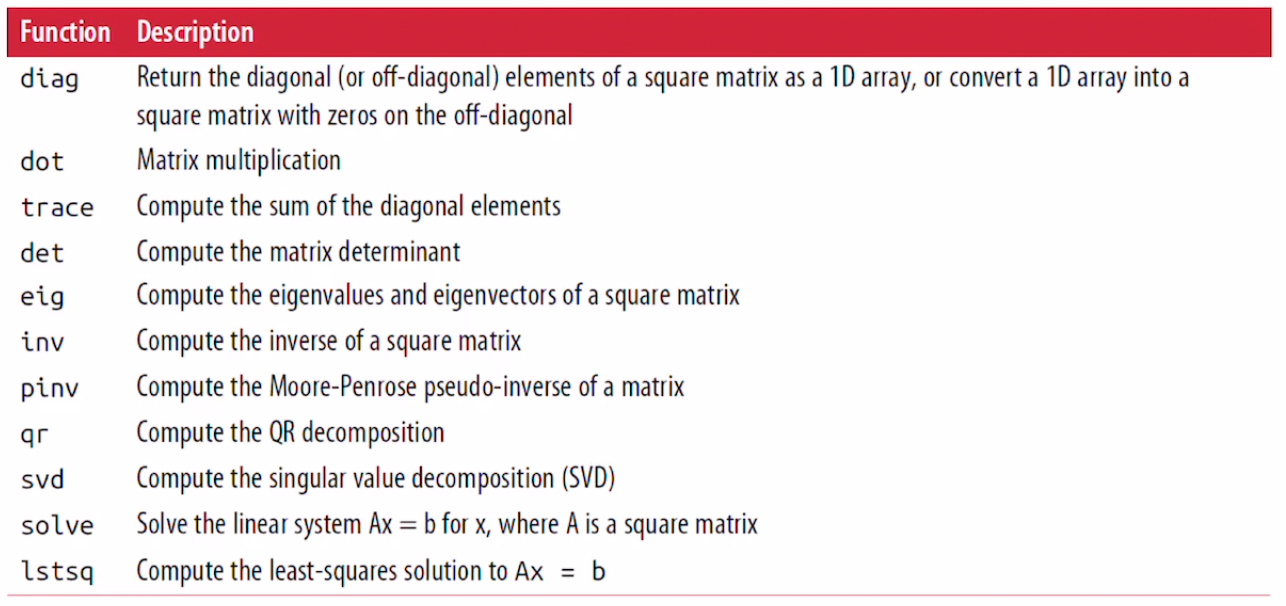 Function Description
diag Return the diagonal (or off-diagonal) elements of a square matrix as a 1D array, or convert a 1D array into a
square matrix with zeros on the off-diagonal
dot Matrix multiplication
trace Compute the sum of the diagonal elements
det Compute the matrix determinant
eig Compute the eigenvalues and eigenvectors of a square matrix
inv Compute the inverse of a square matrix
pinv Compute the Moore-Penrose pseudo-inverse of a matrix
qr Compute the QR decomposition
svd Compute the singular value decomposition (SVD)
solve Solve the linear system Ax = b for x, where A is a square matrix
lstsq Compute the least-squares solution to Ax = b